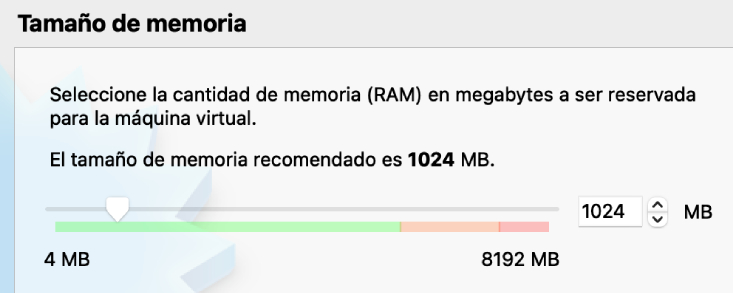 Tamaño de memoria
Seleccione la cantidad de memoria (RAM) en megabytes a ser reservada
para la máquina virtual.
El tamaño de memoria recomendado es 1024 MB.
1024 MB
4 MB 8192 MB